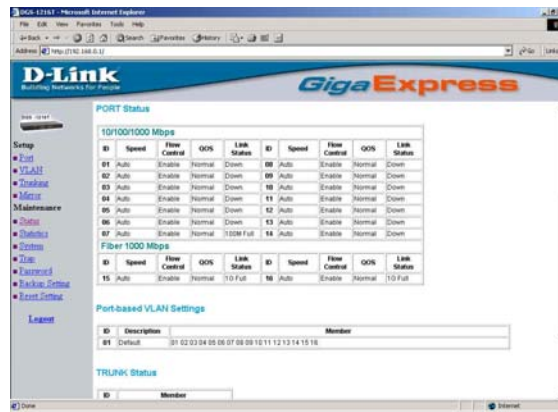 DGS-1216T - Microsoft Internet Explorer
File Edit View Favorites Tools Help
Back Search Favorites History
Address http://192.168.0.1/ Go Links
D-Link
Building Networks for People
GigaExpress
Setup
Port
VLAN
Trunking
Mirror
Maintenance
Status
Statistics
System
Trap
Password
Backup Setting
Reset Setting
Logout
PORT Status
10/100/1000 Mbps
ID Speed Flow Control QOS Link Status ID Speed Flow Control QOS Link Status
01 Auto Enable Normal Down 08 Auto Enable Normal Down
02 Auto Enable Normal Down 09 Auto Enable Normal Down
03 Auto Enable Normal Down 10 Auto Enable Normal Down
04 Auto Enable Normal Down 11 Auto Enable Normal Down
05 Auto Enable Normal Down 12 Auto Enable Normal Down
06 Auto Enable Normal Down 13 Auto Enable Normal Down
07 Auto Enable Normal 100M Full 14 Auto Enable Normal Down
Fiber 1000 Mbps
ID Speed Flow Control QOS Link Status ID Speed Flow Control QOS Link Status
15 Auto Enable Normal Full 16 Auto Enable Normal Full
Port-based VLAN Settings
ID Description Member
01 Default 01 02 03 04 05 06 07 08 09 10 11 12 13 14 15 16
TRUNK Status
ID Member
Done Internet